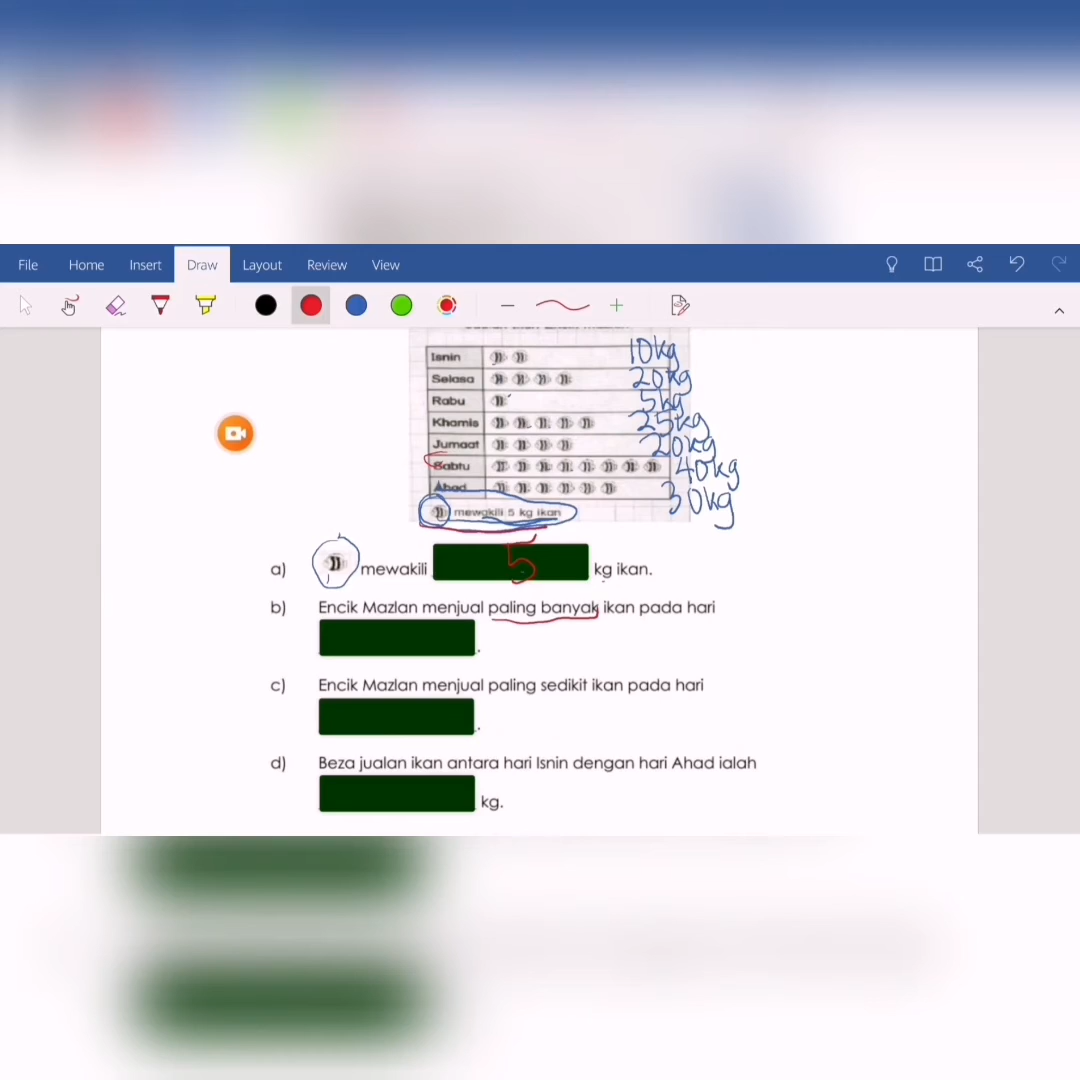 File Home Insert Draw Layout Review View
Isnin 10kg
Selasa 20kg
Rabu 5kg
Khamis 25kg
Jumaat 20kg
Sabtu 40kg
Ahad 30kg
mewakili 5 kg ikan
a) mewakili 5 kg ikan.
b) Encik Mazlan menjual paling banyak ikan pada hari
.
c) Encik Mazlan menjual paling sedikit ikan pada hari
.
d) Beza jualan ikan antara hari Isnin dengan hari Ahad ialah
kg.